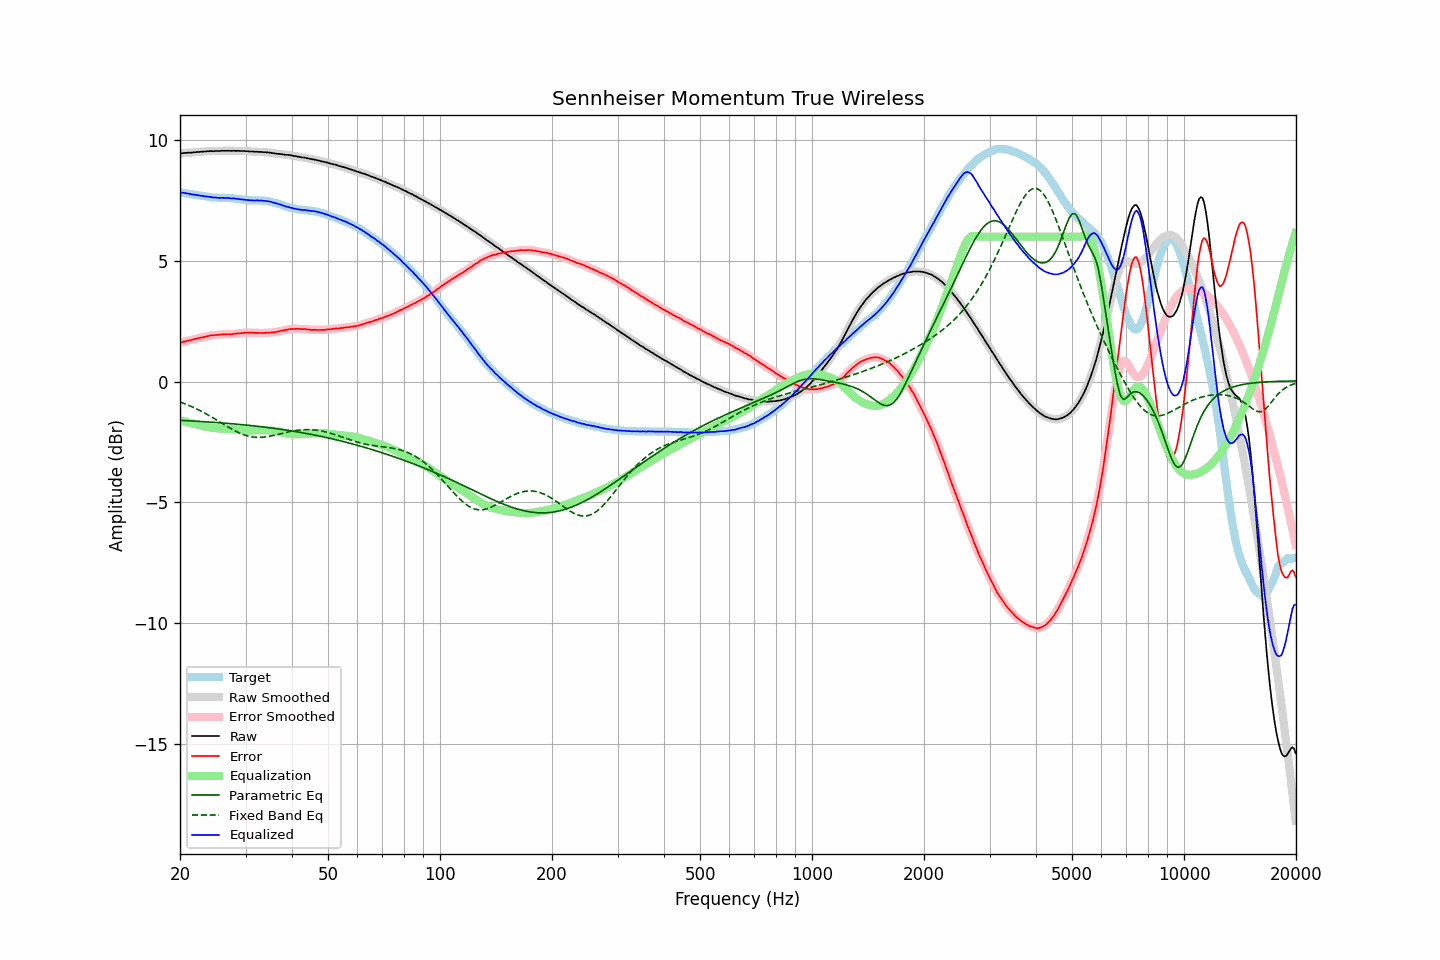 Sennheiser Momentum True Wireless
Amplitude (dBr)
10
5
0
−5
−10
−15
Target
Raw Smoothed
Error Smoothed
Raw
Error
Equalization
Parametric Eq
Fixed Band Eq
Equalized
20 50 100 200 500 1000 2000 5000 10000 20000
Frequency (Hz)